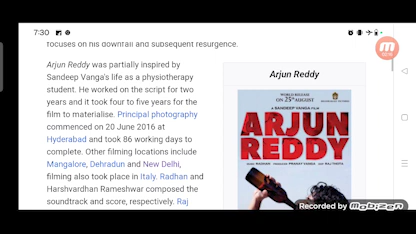 7:30
focuses on his downfall and subsequent resurgence.
Arjun Reddy was partially inspired by
Sandeep Vanga's life as a physiotherapy
student. He worked on the script for two
years and it took four to five years for the
film to materialise. Principal photography
commenced on 20 June 2016 at
Hyderabad and took 86 working days to
complete. Other filming locations include
Mangalore, Dehradun and New Delhi,
filming also took place in Italy. Radhan and
Harshvardhan Rameshwar composed the
soundtrack and score, respectively. Raj
Arjun Reddy
WORLD RELEASE
ON 25TH AUGUST
A SANDEEP VANGA FILM
ARJUN
REDDY
Recorded by Mobizen